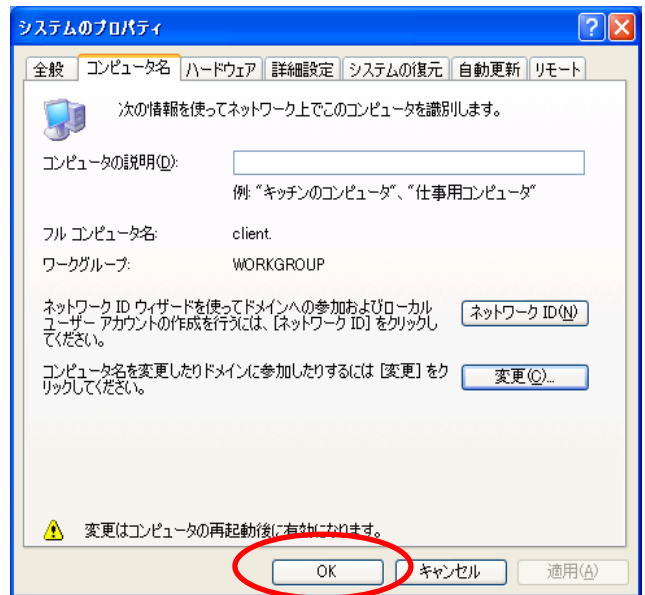 システムのプロパティ
全般 コンピュータ名 ハードウェア 詳細設定 システムの復元 自動更新 リモート
次の情報を使ってネットワーク上でこのコンピュータを識別します。
コンピュータの説明(D):
例: "キッチンのコンピュータ"、"仕事用コンピュータ"
フル コンピュータ名: client.
ワークグループ: WORKGROUP
ネットワーク ID ウィザードを使ってドメインへの参加およびローカル
ユーザー アカウントの作成を行うには、[ネットワーク ID] をクリックし
てください。
ネットワーク ID(N)
コンピュータ名を変更したりドメインに参加したりするには [変更] をク
リックしてください。
変更(C)...
変更はコンピュータの再起動後に有効になります。
OK キャンセル 適用(A)